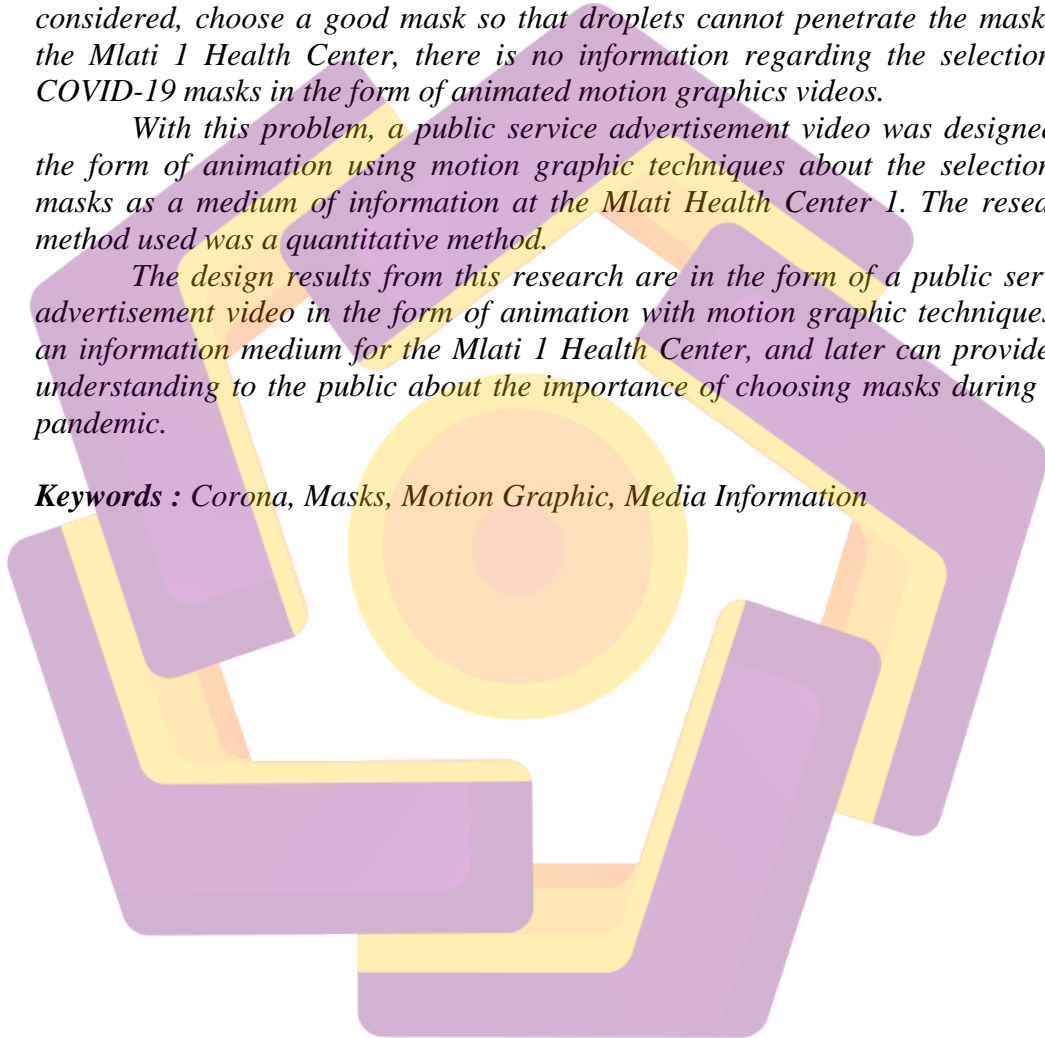 considered, choose a good mask so that droplets cannot penetrate the mask
the Mlati 1 Health Center, there is no information regarding the selection
COVID-19 masks in the form of animated motion graphics videos.
With this problem, a public service advertisement video was designed
the form of animation using motion graphic techniques about the selection
masks as a medium of information at the Mlati Health Center 1. The
method used was a quantitative method.
The design results from this research are in the form of a public
advertisement video in the form of animation with motion graphic techniques
an information medium for the Mlati 1 Health Center, and later can provide
understanding to the public about the importance of choosing masks during
pandemic.
Keywords : Corona, Masks, Motion Graphic, Media Information